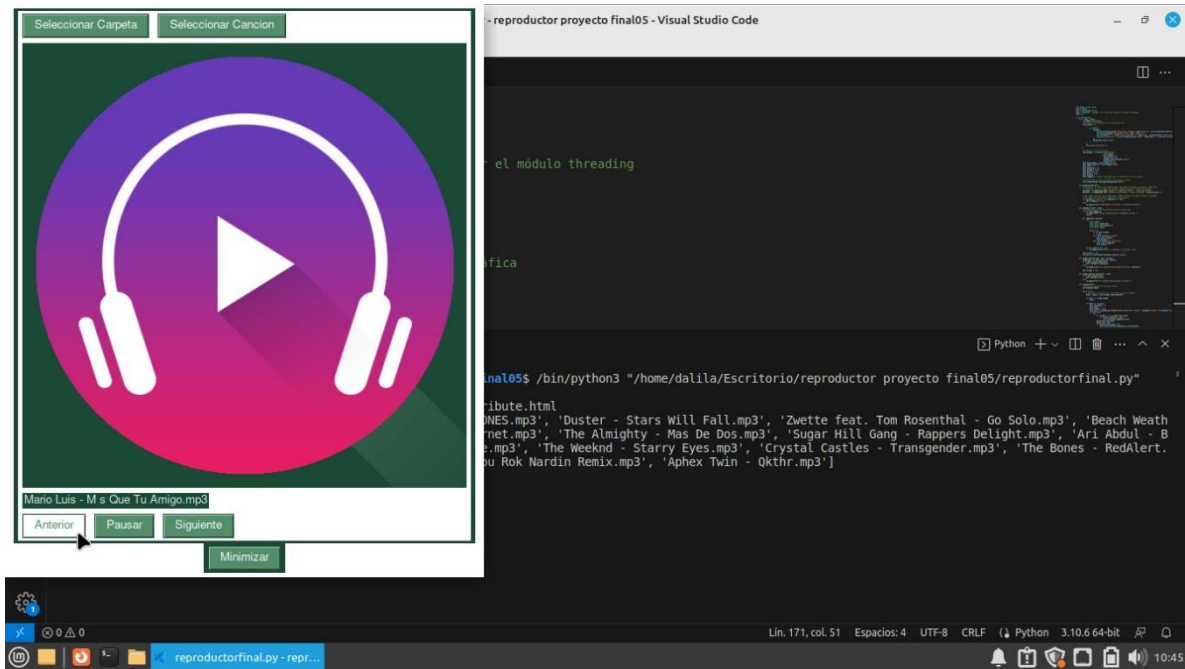 Seleccionar Carpeta
Seleccionar Cancion
- reproductor proyecto final05 - Visual Studio Code
r el módulo threading
áfica
Python
inal05$ /bin/python3 "/home/dalila/Escritorio/reproductor proyecto final05/reproductorfinal.py"
ribute.html
ONES.mp3', 'Duster - Stars Will Fall.mp3', 'Zwette feat. Tom Rosenthal - Go Solo.mp3', 'Beach Weath
rnet.mp3', 'The Almighty - Mas De Dos.mp3', 'Sugar Hill Gang - Rappers Delight.mp3', 'Ari Abdul - B
e.mp3', 'The Weeknd - Starry Eyes.mp3', 'Crystal Castles - Transgender.mp3', 'The Bones - RedAlert.
ou Rok Nardin Remix.mp3', 'Aphex Twin - Qkthr.mp3']
Mario Luis - M s Que Tu Amigo.mp3
Anterior
Pausar
Siguiente
Minimizar
1
0 0
Lín. 171, col. 51 Espacios: 4 UTF-8 CRLF Python 3.10.6 64-bit
reproductorfinal.py - repr...
10:45